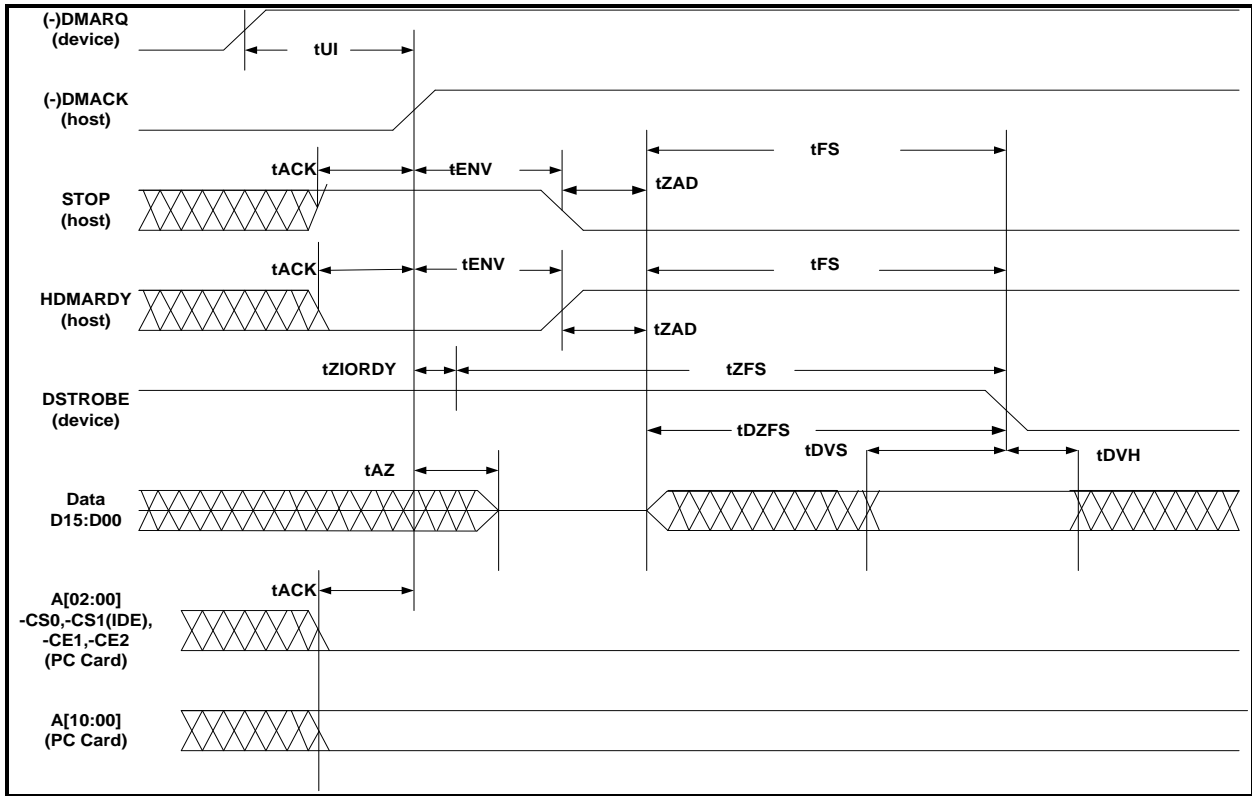 (-)DMARQ
(device)
tUI
(-)DMACK
(host)
tFS
tACK
tENV
tZAD
STOP
(host)
tACK
tENV
tFS
HDMARDY
(host)
tZAD
tZIORDY
tZFS
DSTROBE
(device)
tDZFS
tDVS
tDVH
tAZ
Data
D15:D00
tACK
A[02:00]
-CS0,-CS1(IDE),
-CE1,-CE2
(PC Card)
A[10:00]
(PC Card)